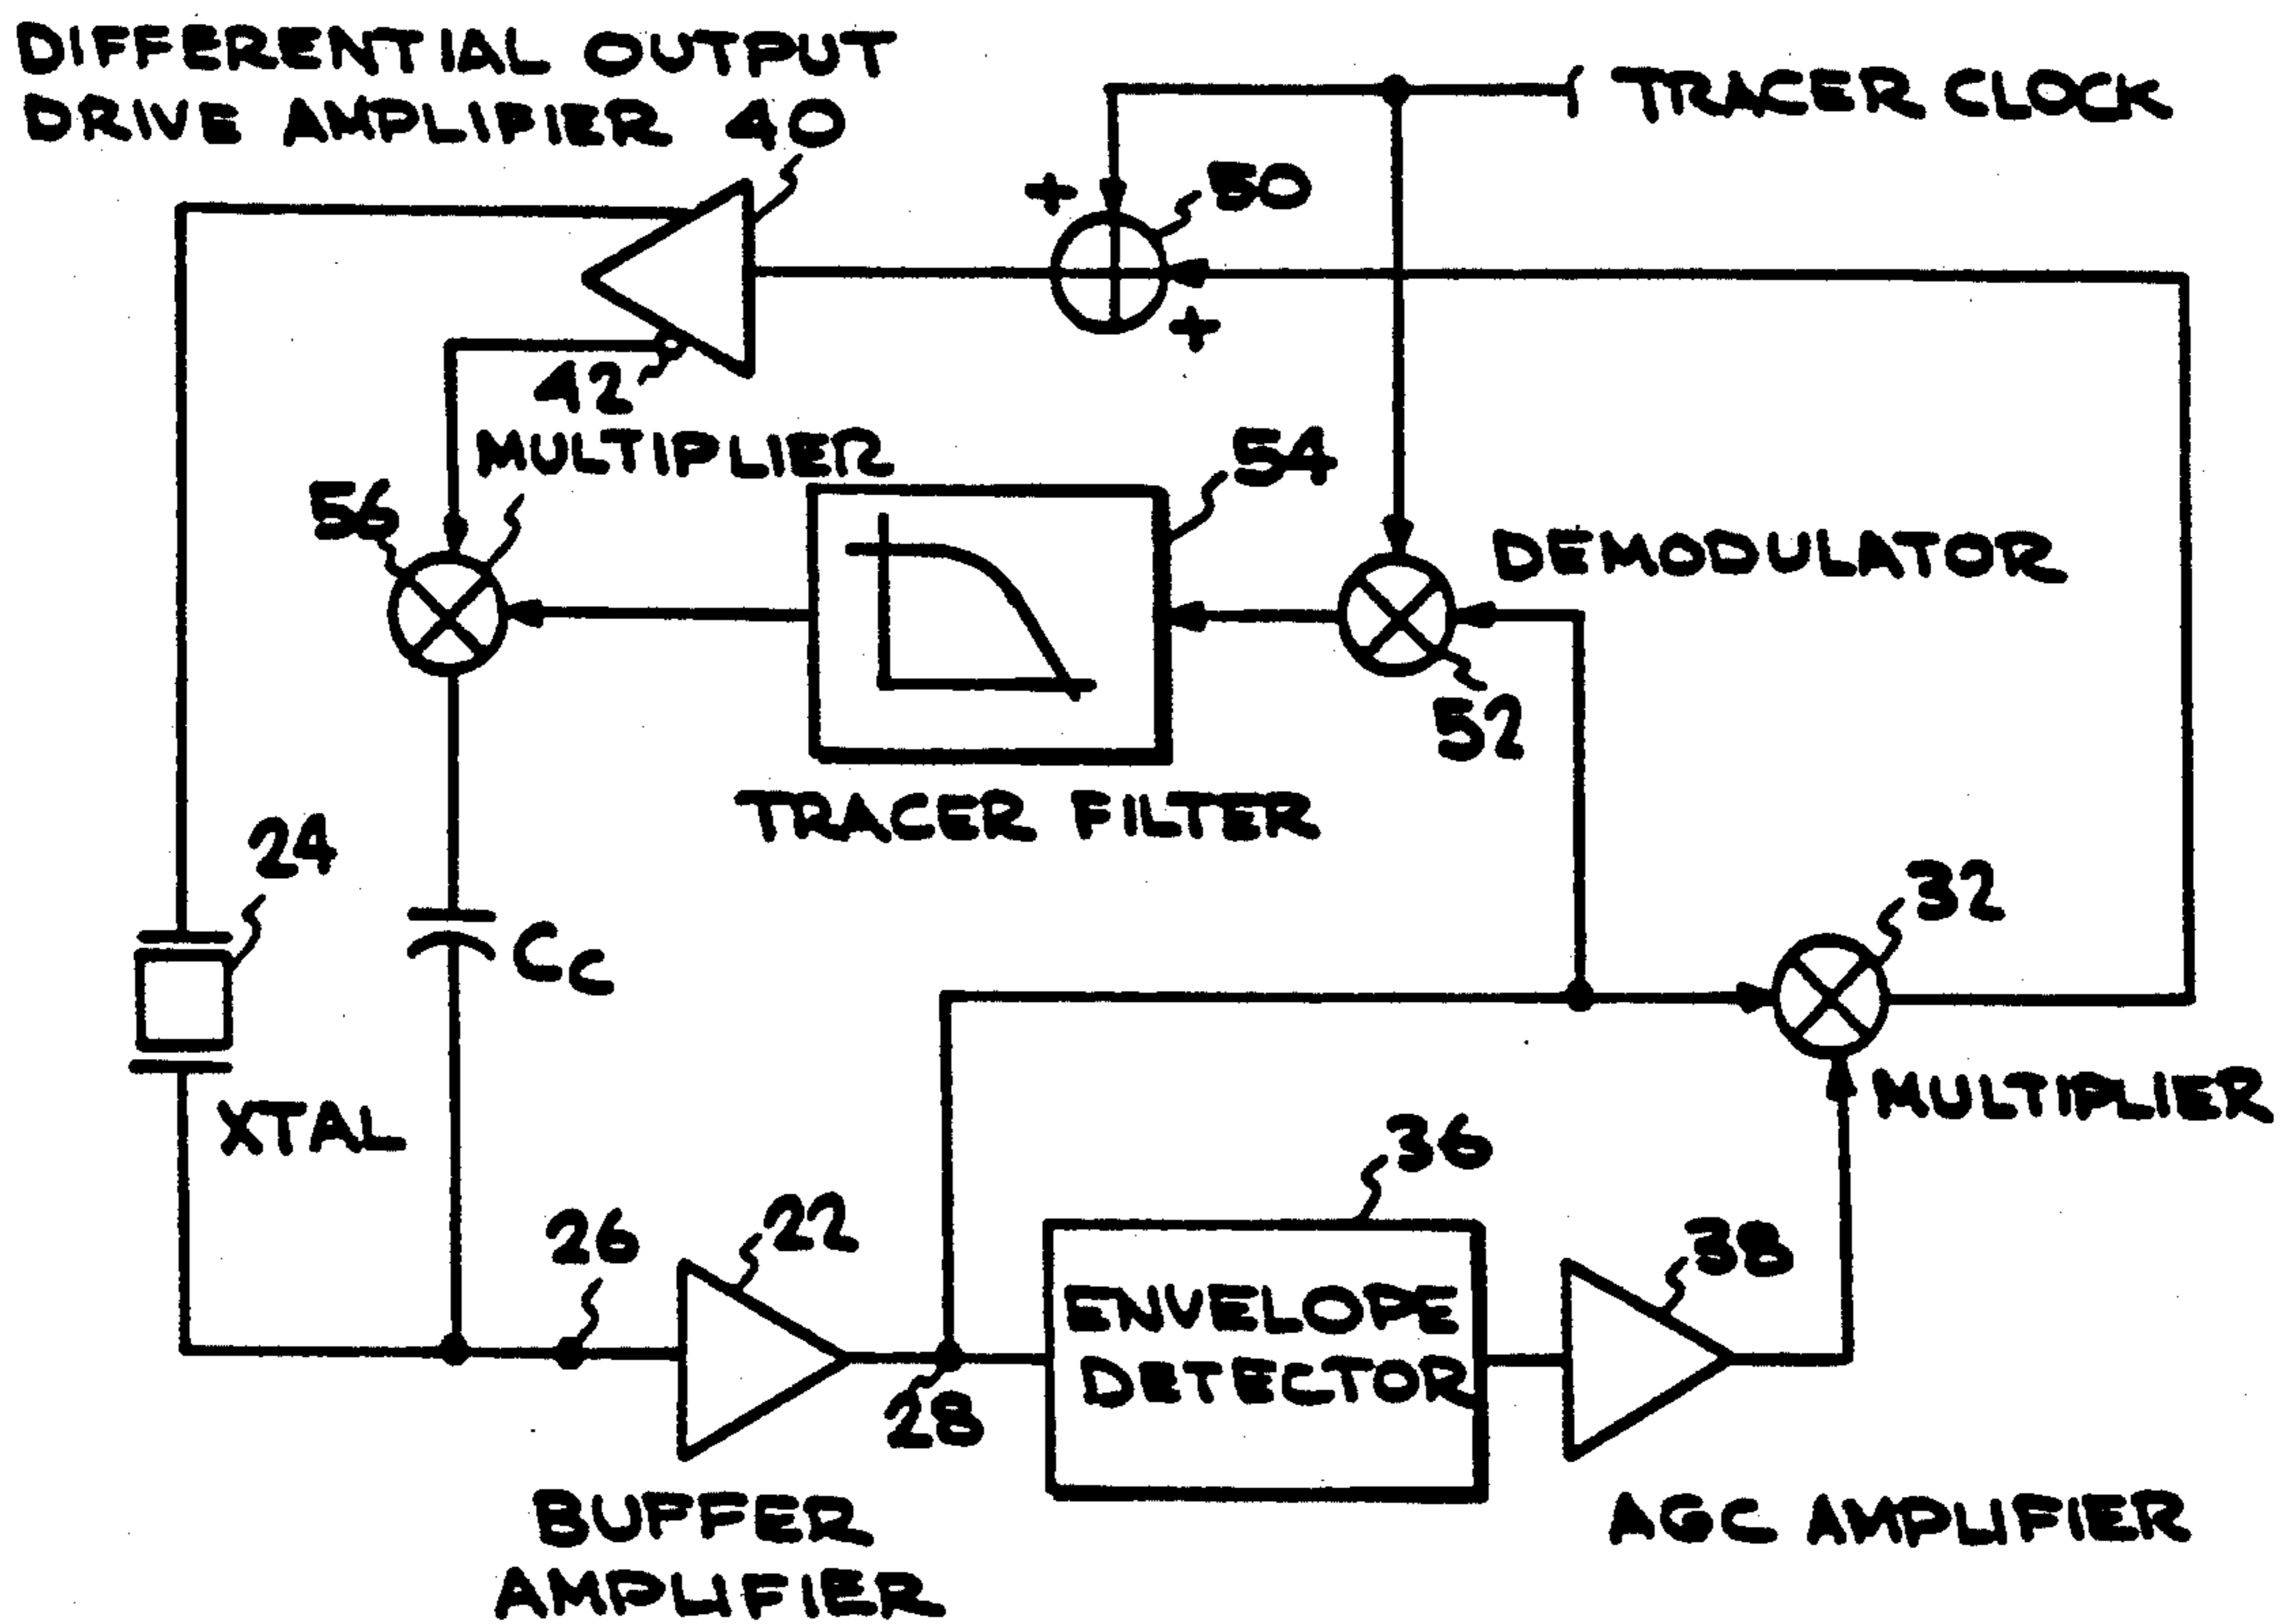 DIFFERENTIAL OUTPUT
DRIVE AMPLIFIER 40
TRACER CLOCK
+
50
+
42
MULTIPLIER
54
56
DEMODULATOR
52
TRACER FILTER
24
32
Cc
MULTIPLIER
XTAL
36
26
22
38
ENVELOPE
DETECTOR
28
BUFFER
AMPLIFIER
AGC AMPLIFIER